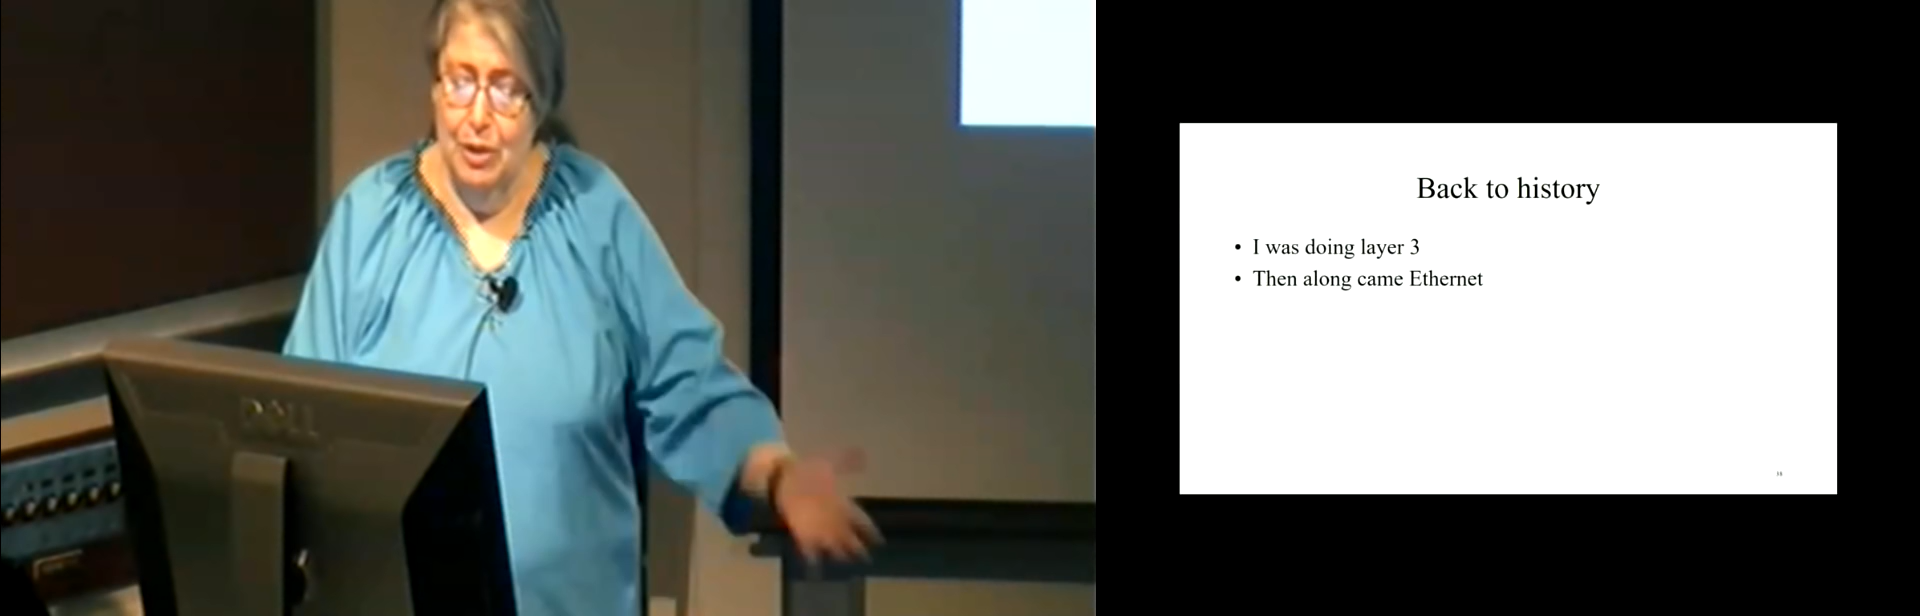 DELL
Back to history
• I was doing layer 3
• Then along came Ethernet